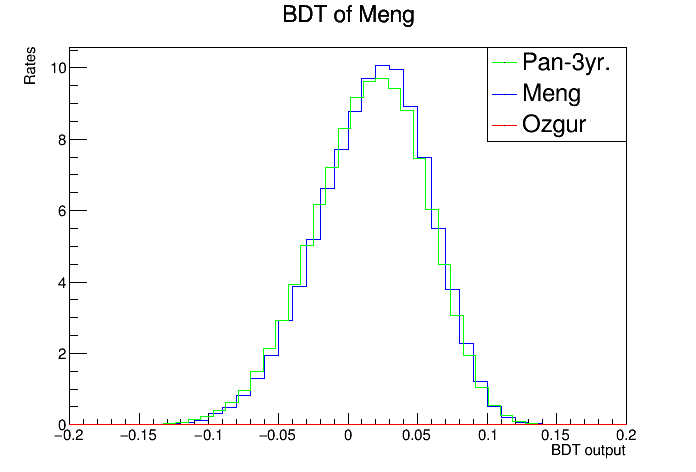 BDT of Meng
Rates
Pan-3yr.
Meng
Ozgur
10
8
6
4
2
0
−0.2 −0.15 −0.1 −0.05 0 0.05 0.1 0.15 0.2
BDT output